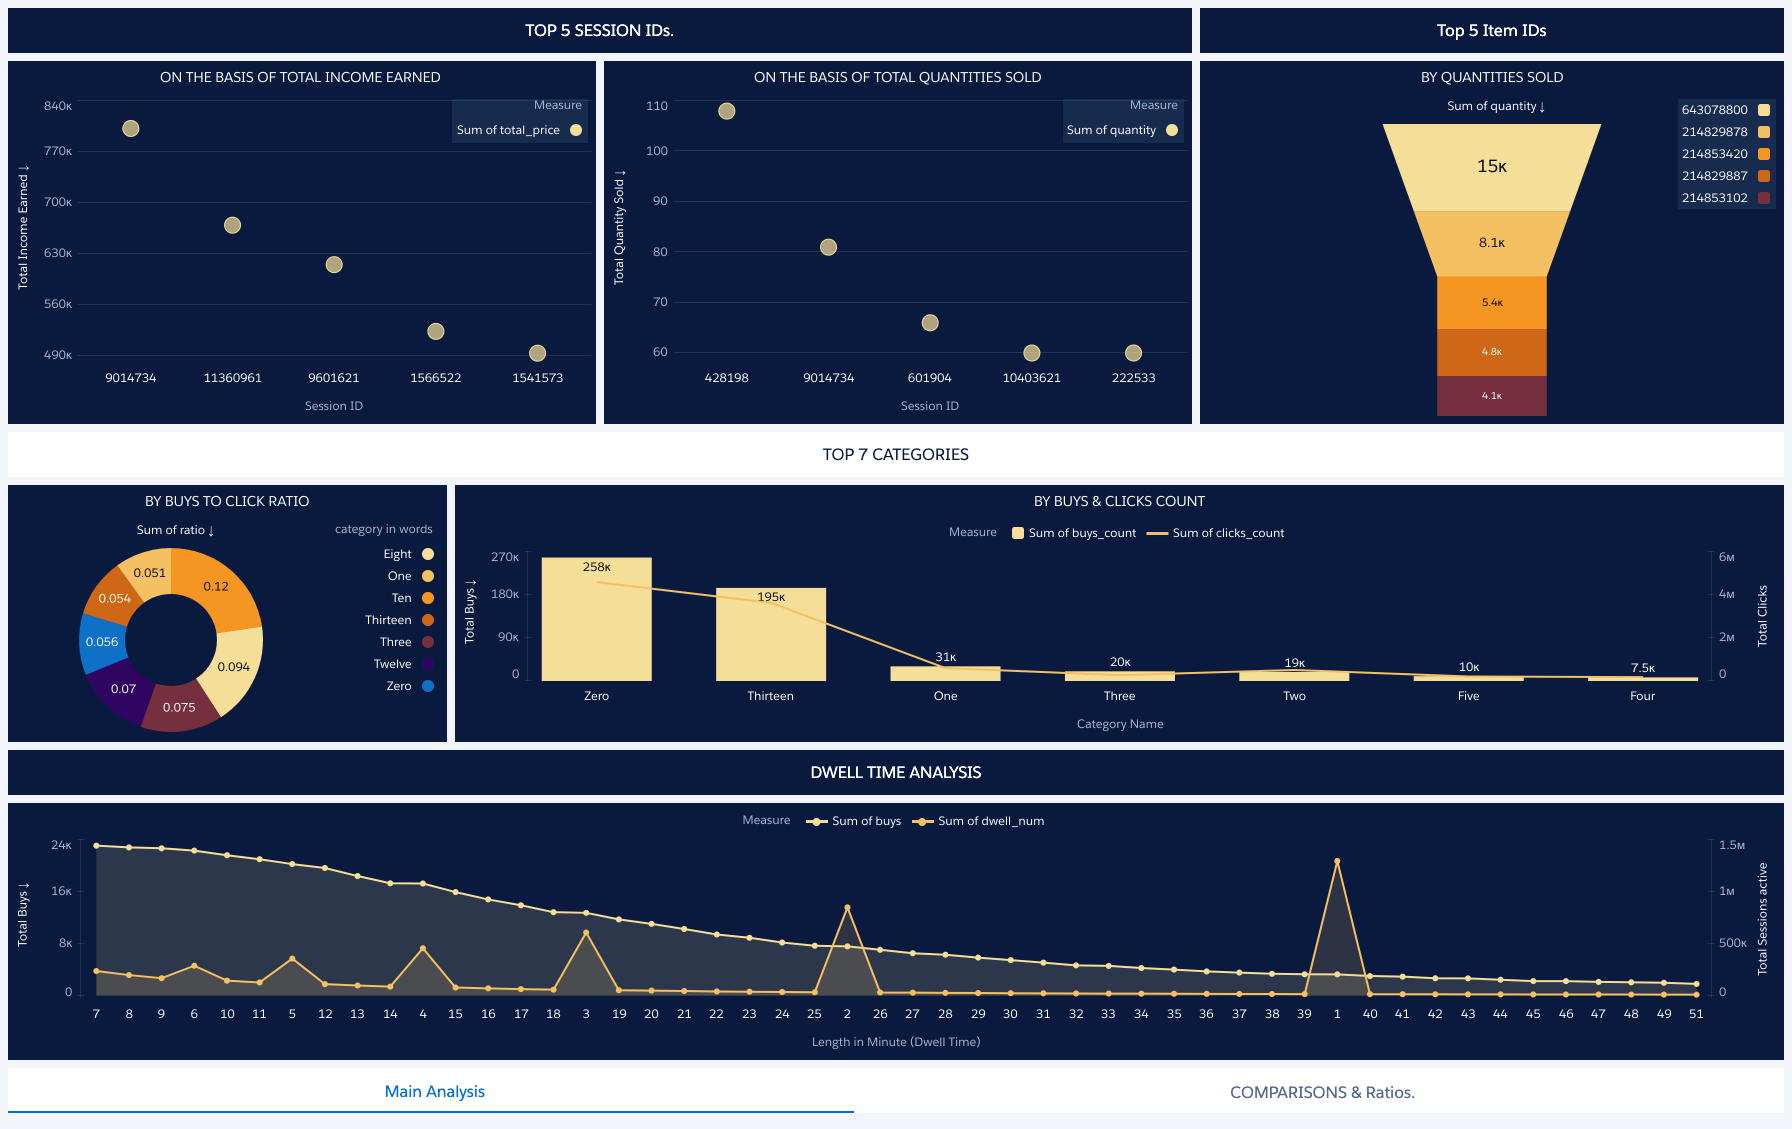 TOP 5 SESSION IDs.
Top 5 Item IDs
ON THE BASIS OF TOTAL INCOME EARNED
Measure
Sum of total_price
Total Income Earned ↓
840K
770K
700K
630K
560K
490K
9014734 11360961 9601621 1566522 1541573
Session ID
ON THE BASIS OF TOTAL QUANTITIES SOLD
Measure
Sum of quantity
Total Quantity Sold ↓
110
100
90
80
70
60
428198 9014734 601904 10403621 222533
Session ID
BY QUANTITIES SOLD
Sum of quantity ↓
15K
8.1K
5.4K
4.8K
4.1K
643078800
214829878
214853420
214829887
214853102
TOP 7 CATEGORIES
BY BUYS TO CLICK RATIO
Sum of ratio ↓
0.12
0.094
0.075
0.07
0.056
0.054
0.051
category in words
Eight
One
Ten
Thirteen
Three
Twelve
Zero
BY BUYS & CLICKS COUNT
Measure Sum of buys_count Sum of clicks_count
Total Buys ↓
270K
180K
90K
0
258K 195K 31K 20K 19K 10K 7.5K
6M
4M
2M
0
Total Clicks
Zero Thirteen One Three Two Five Four
Category Name
DWELL TIME ANALYSIS
Measure Sum of buys Sum of dwell_num
Total Buys ↓
24K
16K
8K
0
1.5M
1M
500K
0
Total Sessions active
7 8 9 6 10 11 5 12 13 14 4 15 16 17 18 3 19 20 21 22 23 24 25 2 26 27 28 29 30 31 32 33 34 35 36 37 38 39 1 40 41 42 43 44 45 46 47 48 49 51
Length in Minute (Dwell Time)
Main Analysis
COMPARISONS & Ratios.